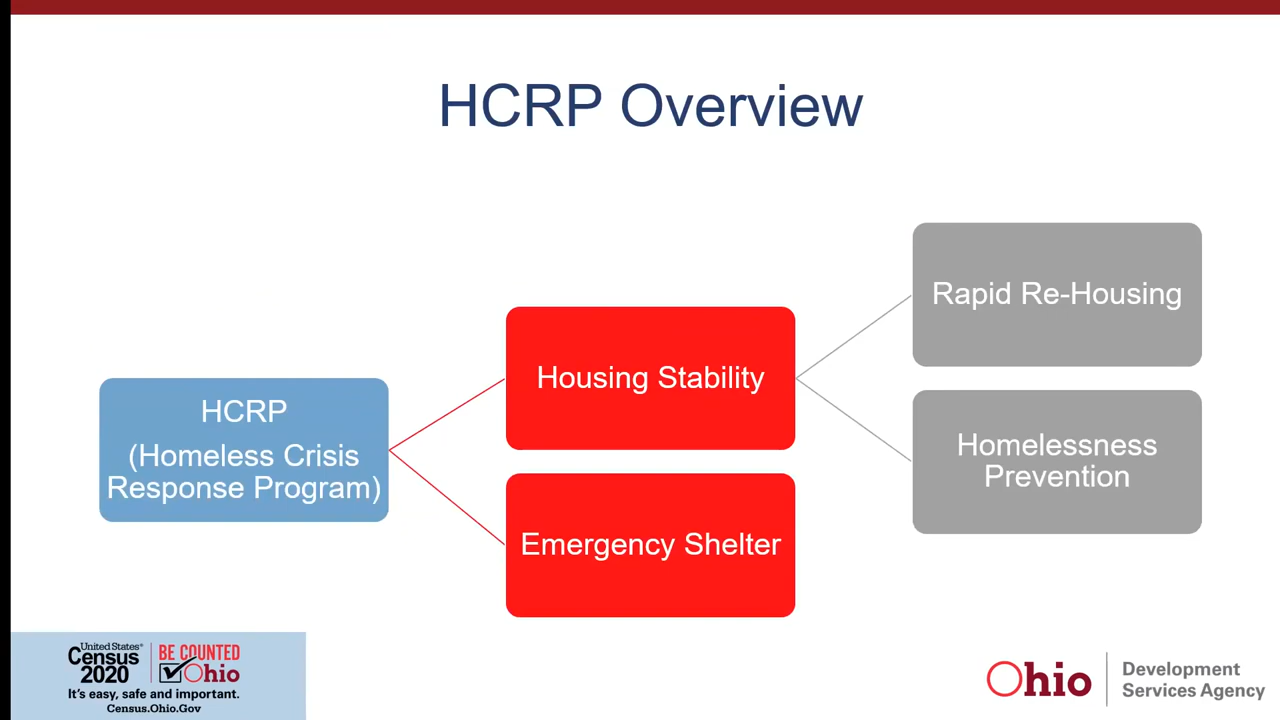 HCRP Overview
HCRP
(Homeless Crisis
Response Program)
Housing Stability
Emergency Shelter
Rapid Re-Housing
Homelessness
Prevention
United States®
Census
2020
BE COUNTED
Ohio
It's easy, safe and important.
Census.Ohio.Gov
Ohio
Development
Services Agency